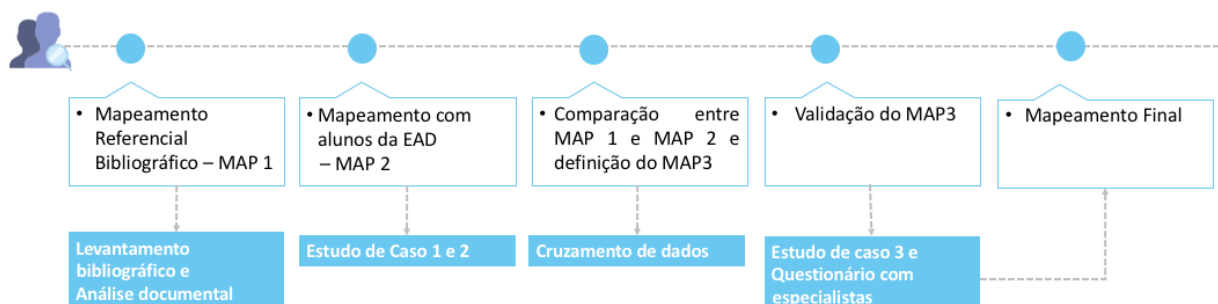 • Mapeamento
Referencial
Bibliográfico – MAP 1
• Mapeamento com
alunos da EAD
– MAP 2
• Comparação entre
MAP 1 e MAP 2 e
definição do MAP3
• Validação do MAP3
• Mapeamento Final
Levantamento
bibliográfico e
Análise documental
Estudo de Caso 1 e 2
Cruzamento de dados
Estudo de caso 3 e
Questionário com
especialistas